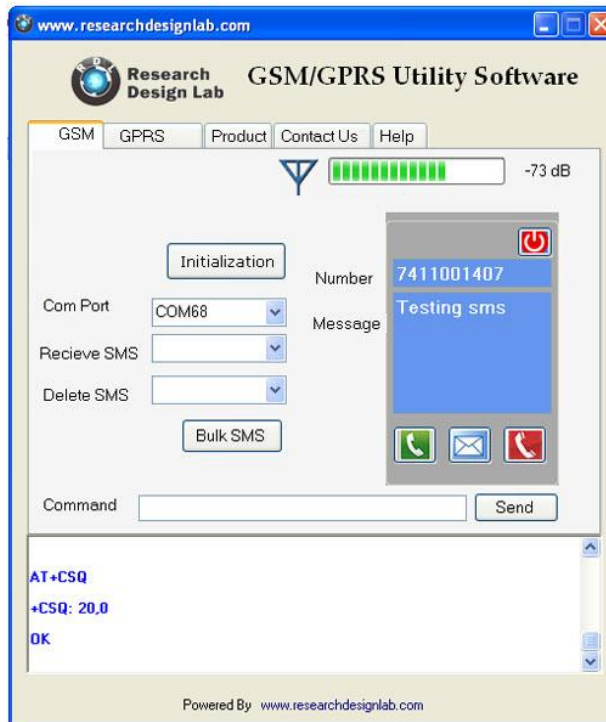 www.researchdesignlab.com
RDL
Research
Design Lab
GSM/GPRS Utility Software
GSM GPRS Product Contact Us Help
-73 dB
Initialization
Number 7411001407
Com Port COM68
Message Testing sms
Recieve SMS
Delete SMS
Bulk SMS
Command Send
AT+CSQ
+CSQ: 20,0
OK
Powered By www.researchdesignlab.com